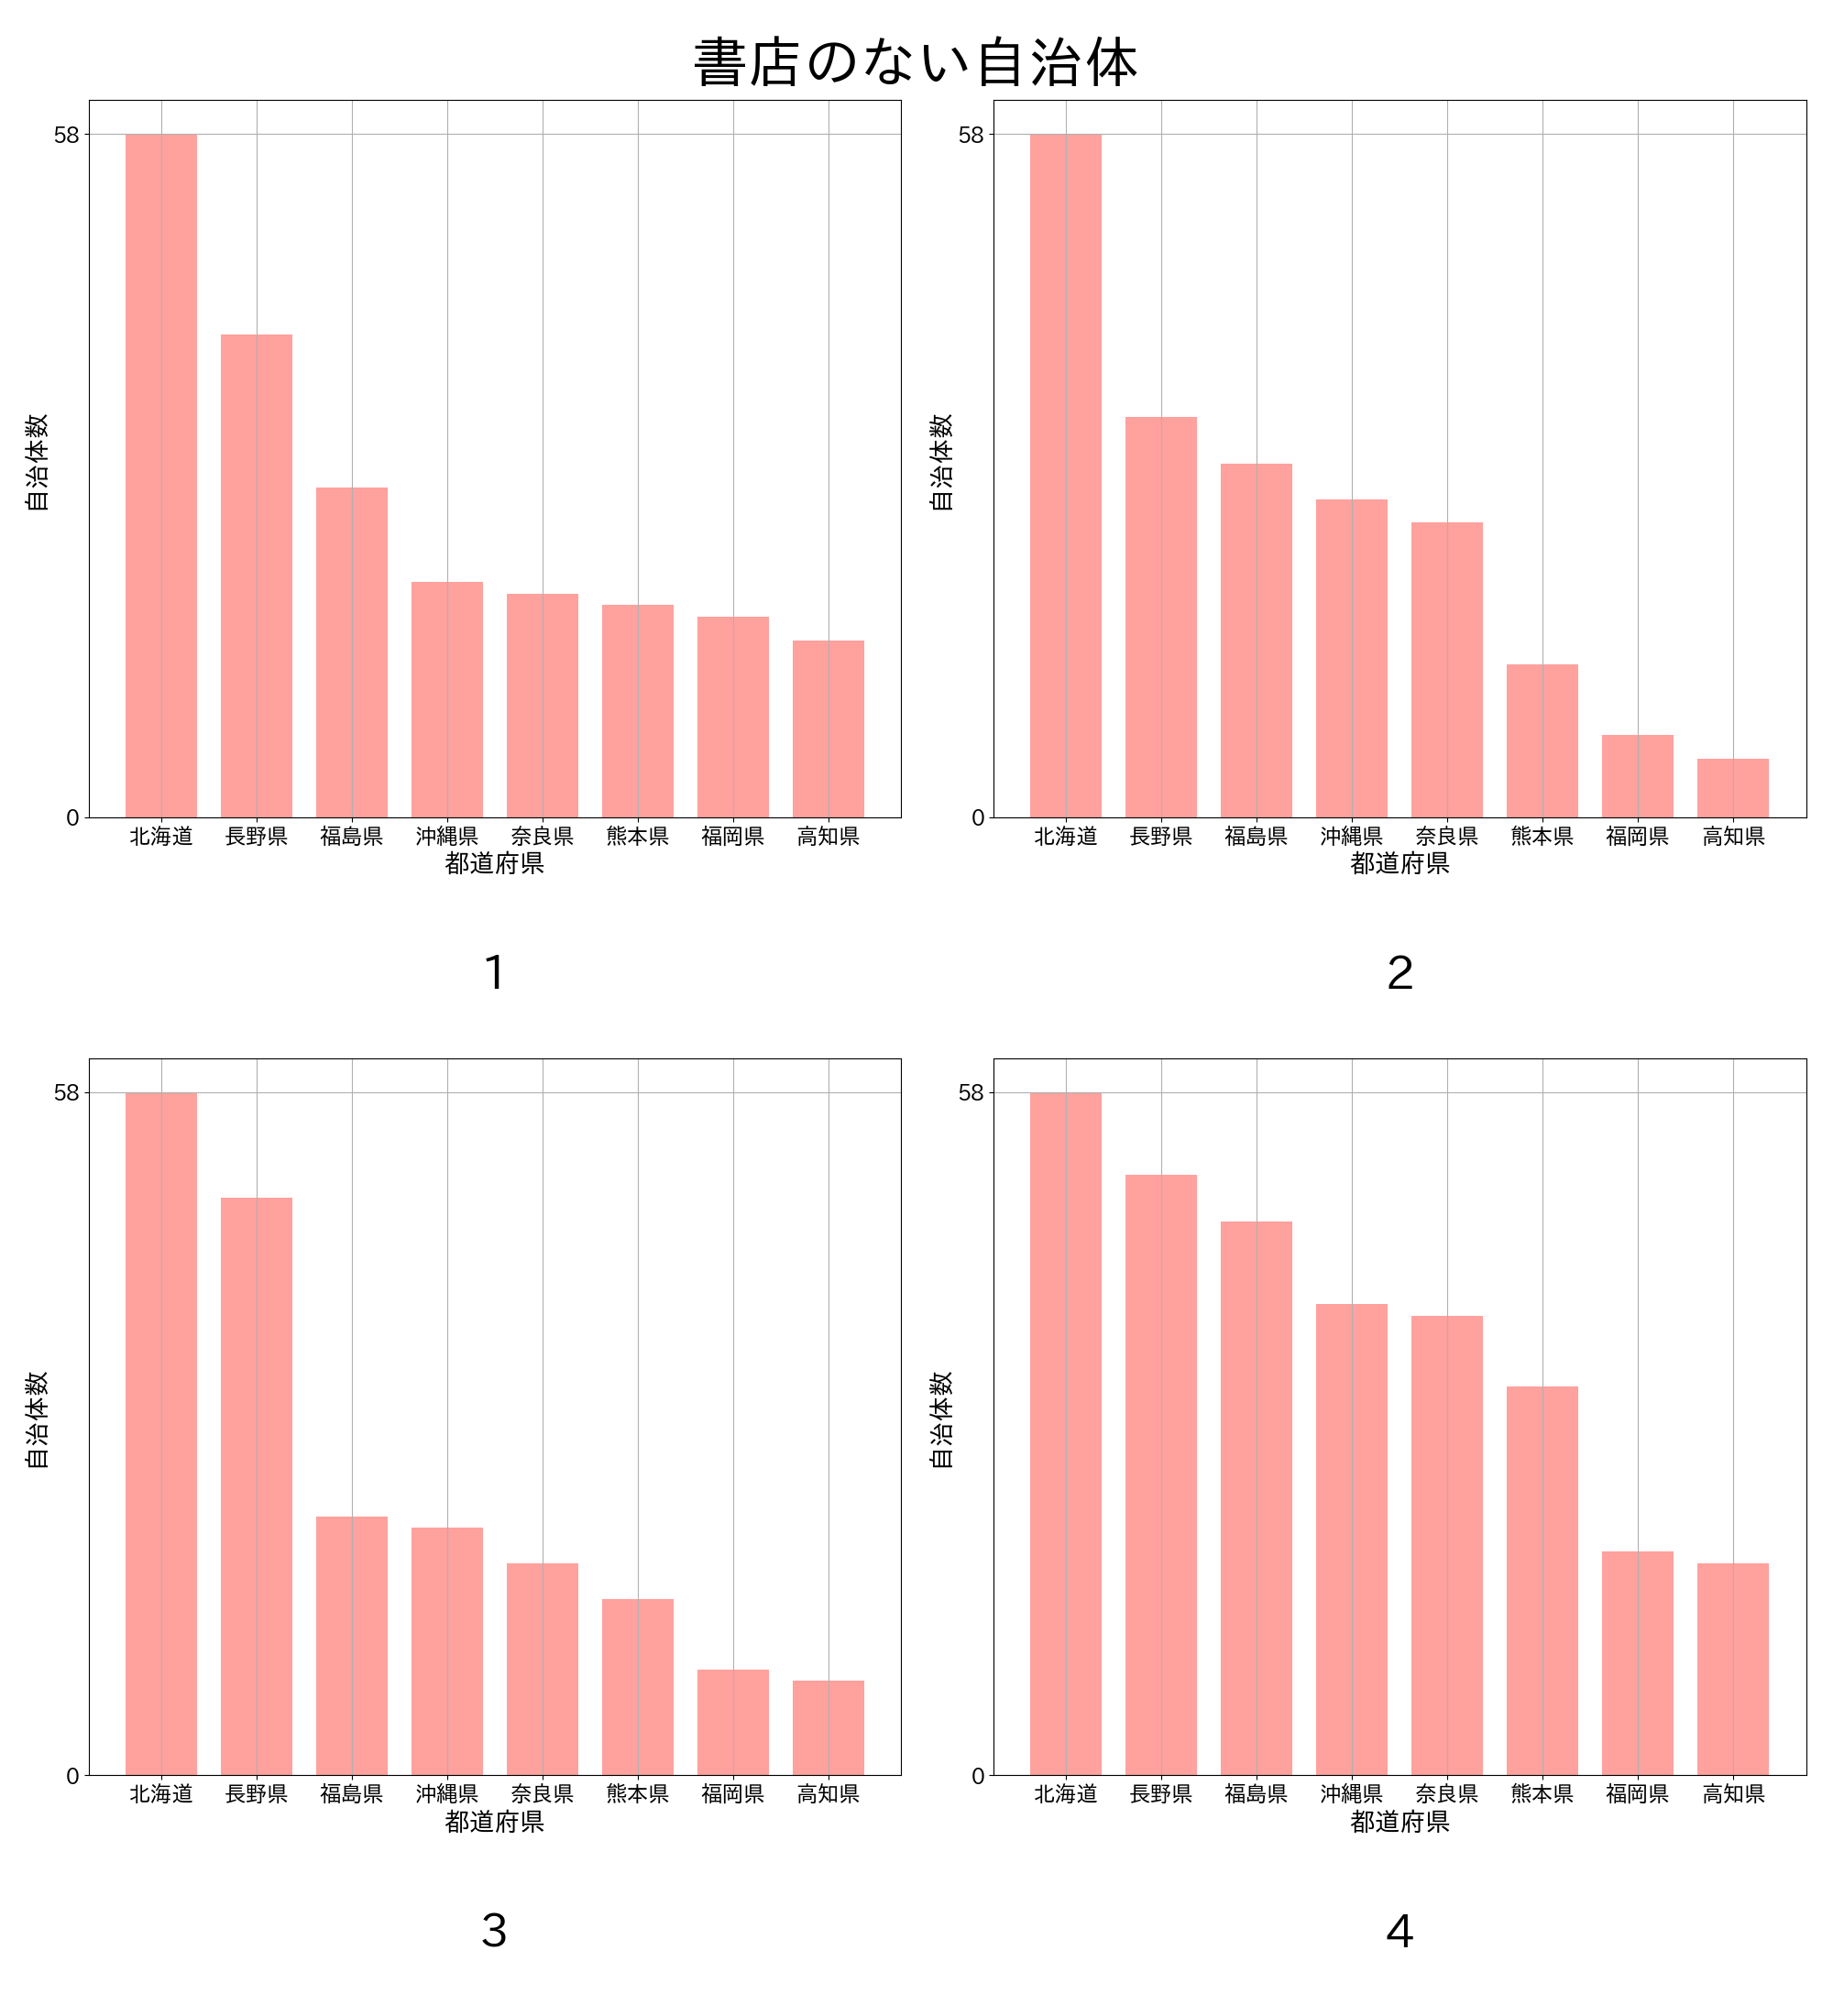 書店のない自治体
58
0
自治体数
北海道 長野県 福島県 沖縄県 奈良県 熊本県 福岡県 高知県
都道府県
1
58
0
自治体数
北海道 長野県 福島県 沖縄県 奈良県 熊本県 福岡県 高知県
都道府県
2
58
0
自治体数
北海道 長野県 福島県 沖縄県 奈良県 熊本県 福岡県 高知県
都道府県
3
58
0
自治体数
北海道 長野県 福島県 沖縄県 奈良県 熊本県 福岡県 高知県
都道府県
4